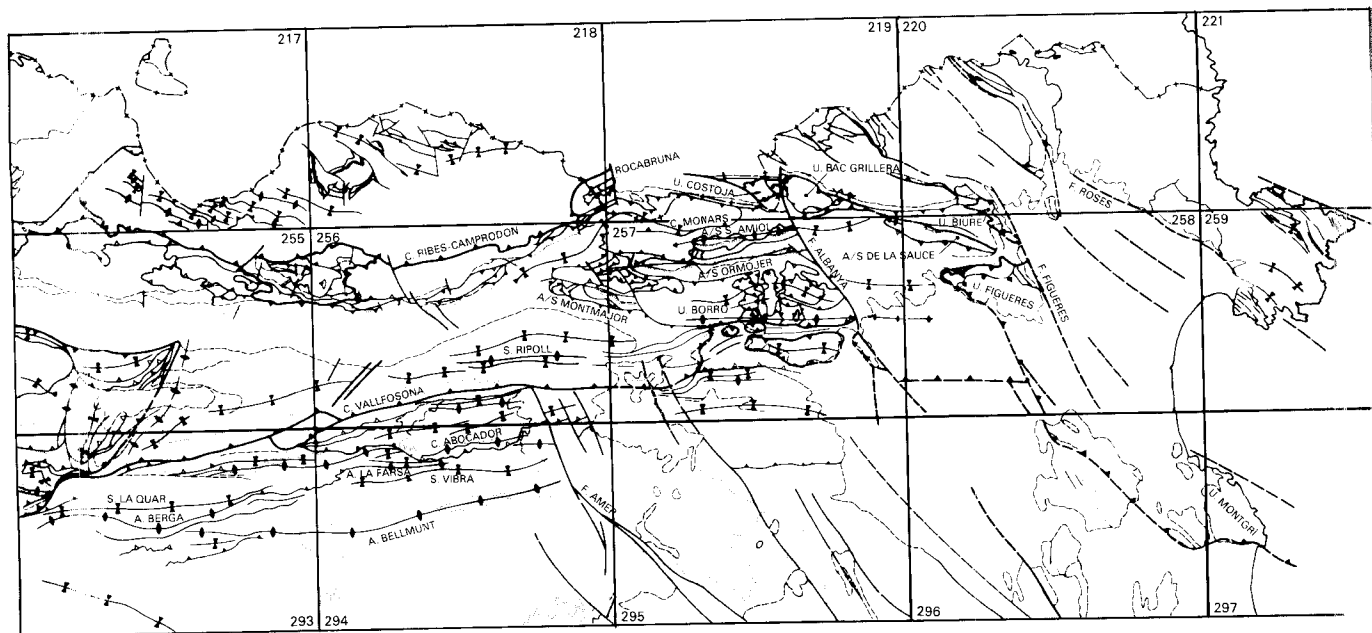 217
218
219 220
221
ROCABRUNA
U. COSTOJA
U. BAC GRILLERA
F. ROSES
C. MONARS
U. BIURE
255 256
257
258 259
C. RIBES-CAMPRODON
A/S S. AMIOL
F. ALBANYA
A/S DE LA SAUCE
A/S ORMOJER
U. FIGUERES
F. FIGUERES
A/S MONTMAJOR
U. BORRO
S. RIPOLL
C. VALLFOSONA
C. ABOCADOR
A. LA FARSA
S. VIBRA
S. LA QUAR
A. BERGA
A. BELLMUNT
F. AMER
U. MONTGRI
293 294
295
296
297